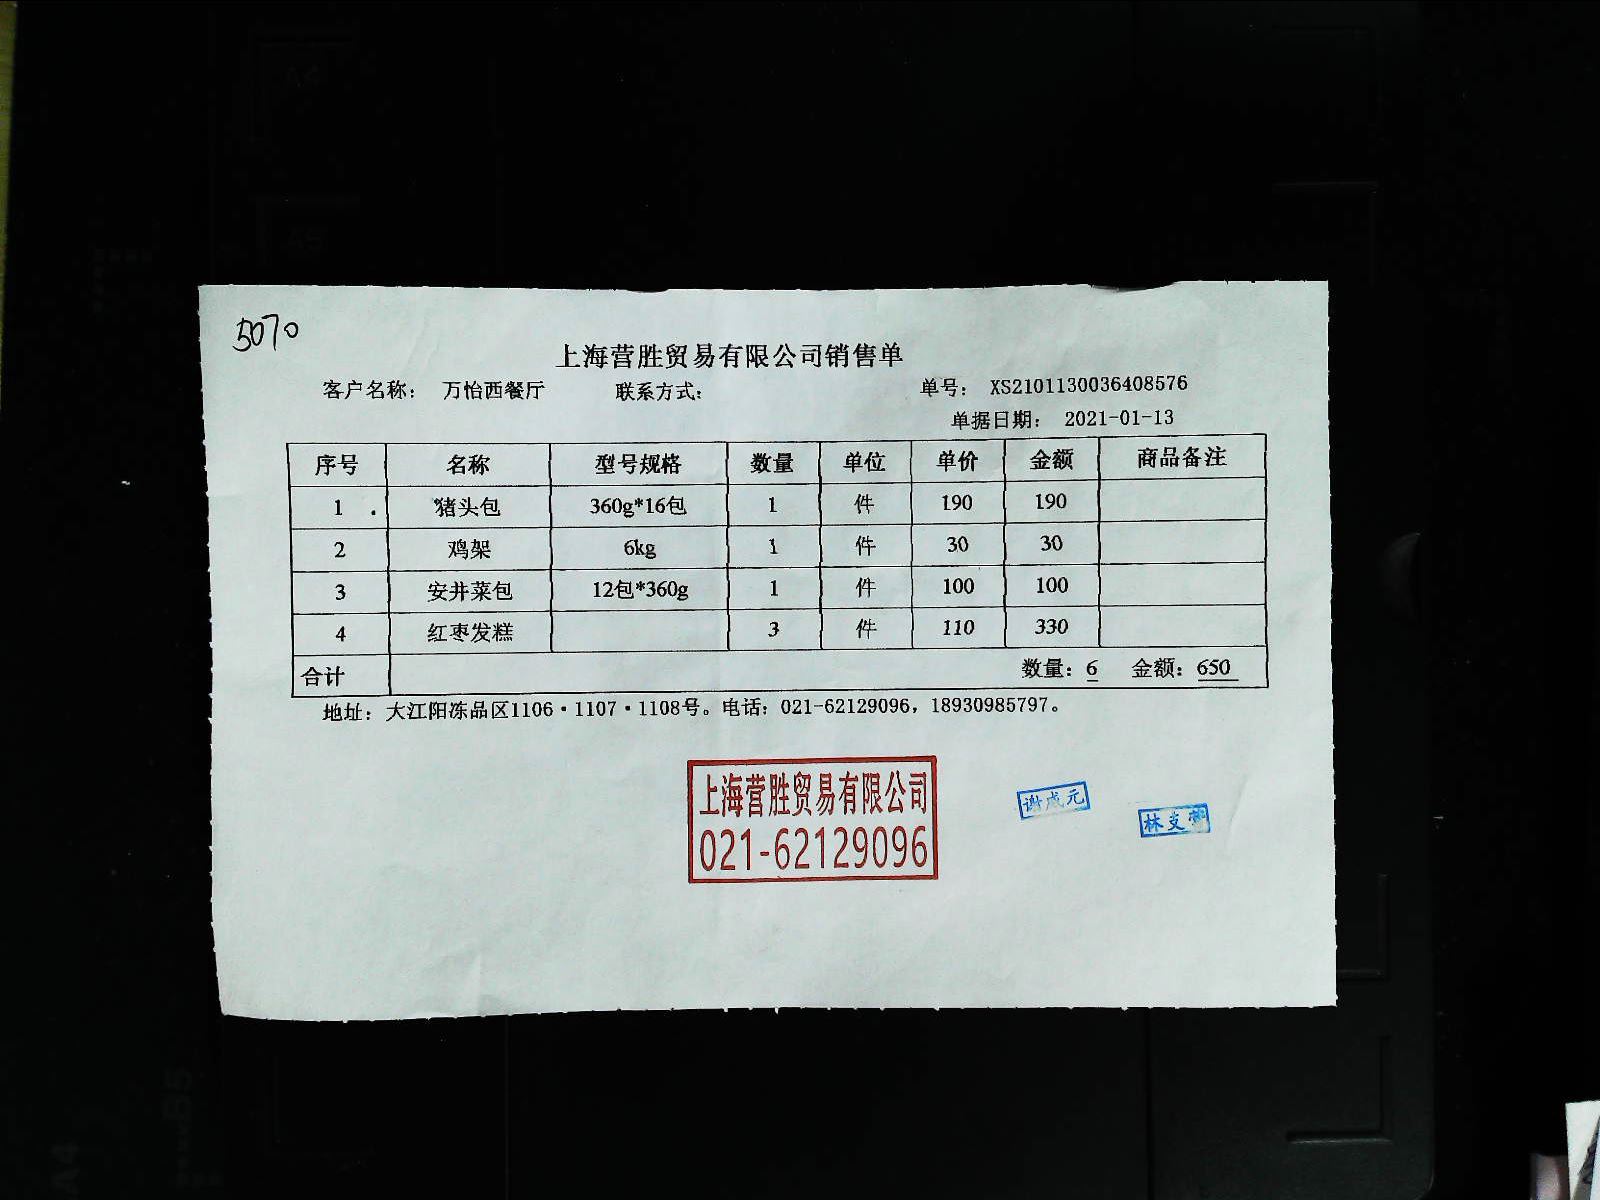 5070
上海营胜贸易有限公司销售单
客户名称： 万怡西餐厅 联系方式： 单号： XS2101130036408576
单据日期： 2021-01-13
序号 名称 型号规格 数量 单位 单价 金额 商品备注
1 猪头包 360g*16包 1 件 190 190
2 鸡架 6kg 1 件 30 30
3 安井菜包 12包*360g 1 件 100 100
4 红枣发糕 3 件 110 330
合计 数量：6 金额：650
地址：大江阳冻品区1106·1107·1108号。电话：021-62129096，18930985797。
上海营胜贸易有限公司
021-62129096
谢成元
林支